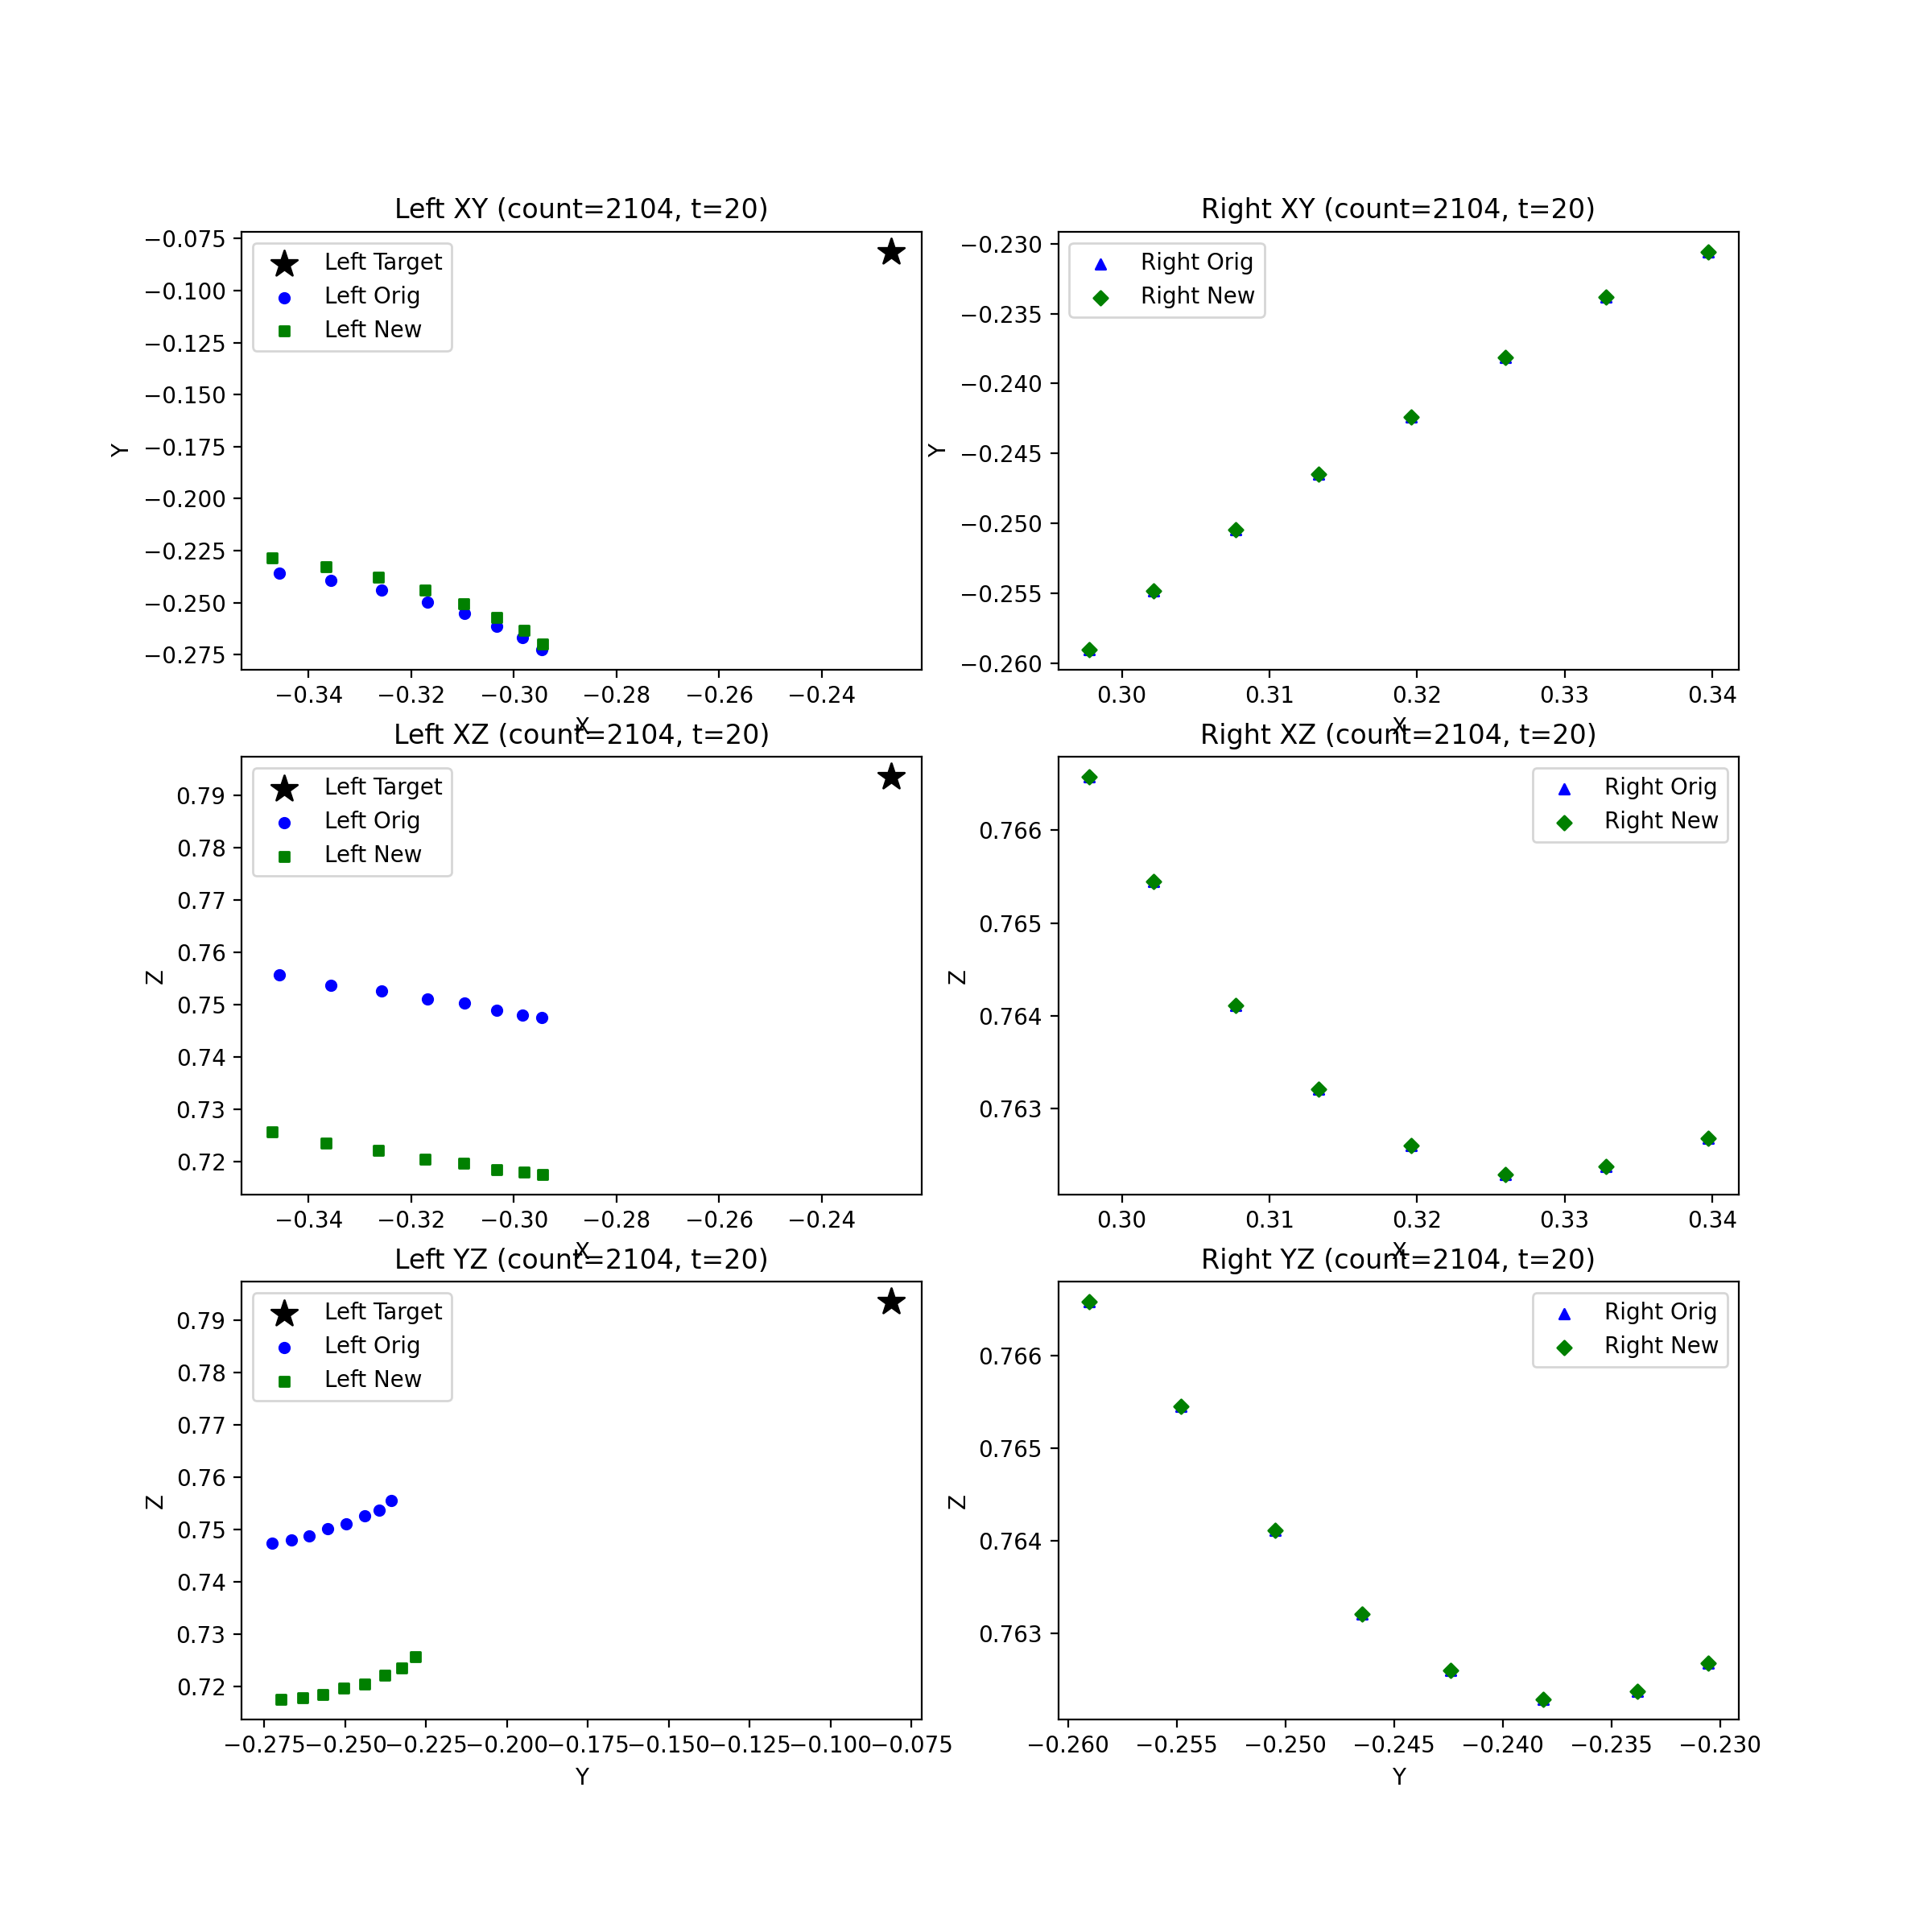 Left XY (count=2104, t=20)
−0.075
−0.100
−0.125
−0.150
−0.175
−0.200
−0.225
−0.250
−0.275
Y
Left Target
Left Orig
Left New
−0.34 −0.32 −0.30 −0.28 −0.26 −0.24
X
Right XY (count=2104, t=20)
−0.230
−0.235
−0.240
−0.245
−0.250
−0.255
−0.260
Y
Right Orig
Right New
0.30 0.31 0.32 0.33 0.34
X
Left XZ (count=2104, t=20)
0.79
0.78
0.77
0.76
0.75
0.74
0.73
0.72
Z
Left Target
Left Orig
Left New
−0.34 −0.32 −0.30 −0.28 −0.26 −0.24
X
Right XZ (count=2104, t=20)
0.766
0.765
0.764
0.763
Z
Right Orig
Right New
0.30 0.31 0.32 0.33 0.34
X
Left YZ (count=2104, t=20)
0.79
0.78
0.77
0.76
0.75
0.74
0.73
0.72
Z
Left Target
Left Orig
Left New
−0.275 −0.250 −0.225 −0.200 −0.175 −0.150 −0.125 −0.100 −0.075
Y
Right YZ (count=2104, t=20)
0.766
0.765
0.764
0.763
Z
Right Orig
Right New
−0.260 −0.255 −0.250 −0.245 −0.240 −0.235 −0.230
Y